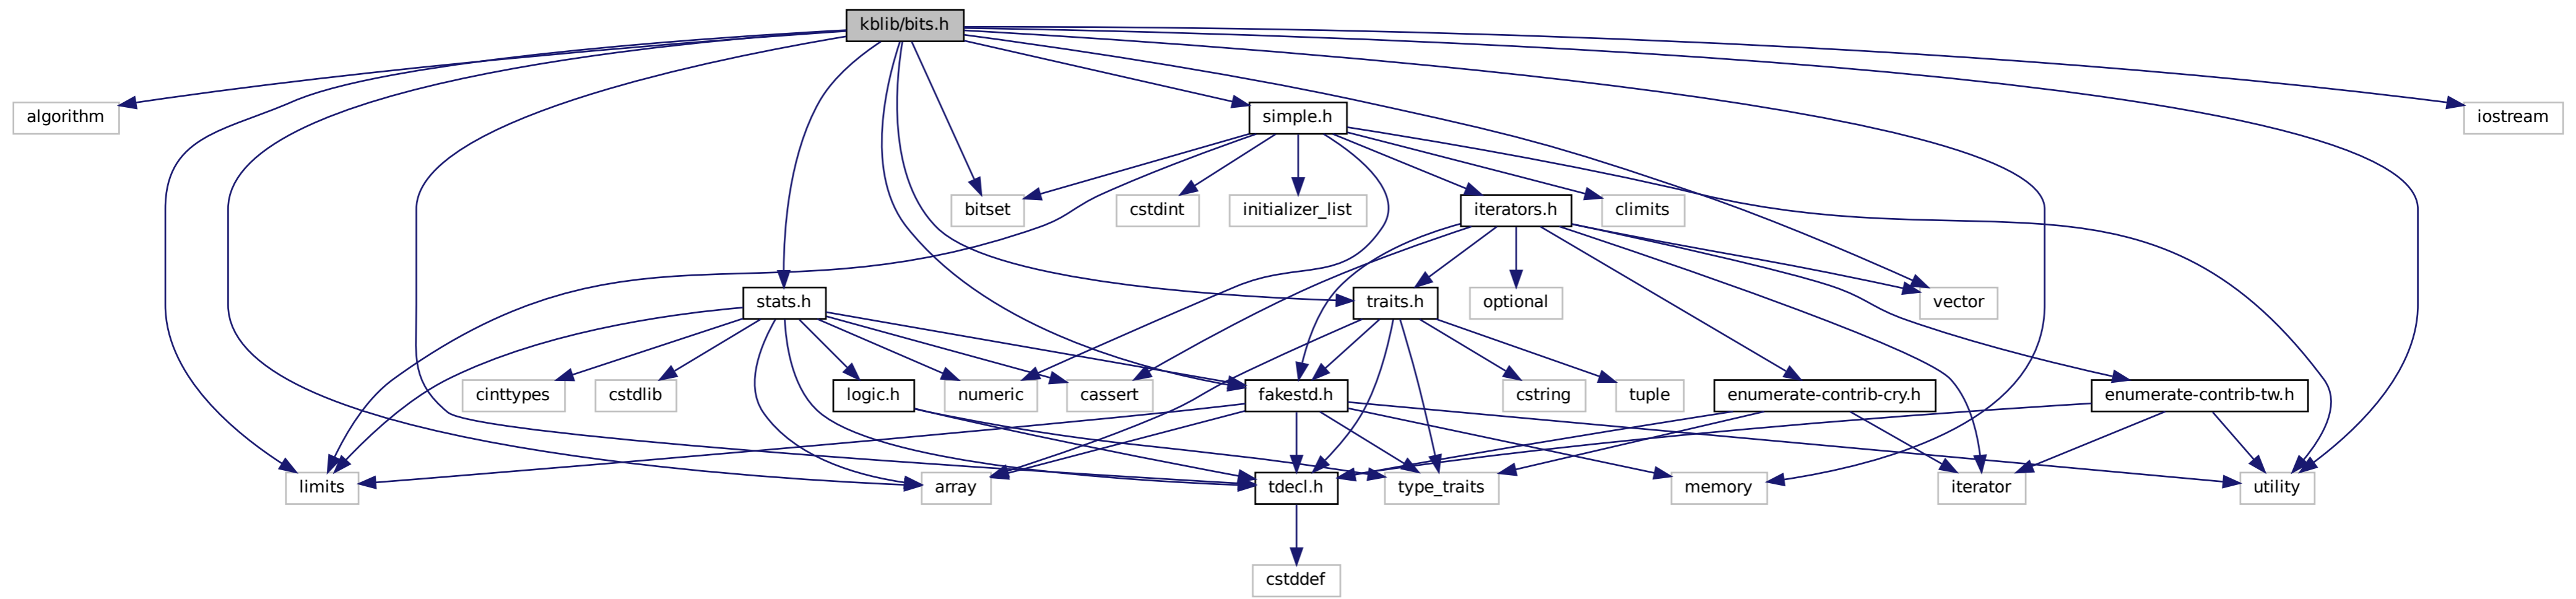 kblib/bits.h
algorithm
simple.h
iostream
bitset
cstdint
initializer_list
iterators.h
climits
stats.h
traits.h
optional
vector
cinttypes
cstdlib
logic.h
numeric
cassert
fakestd.h
cstring
tuple
enumerate-contrib-cry.h
enumerate-contrib-tw.h
limits
array
tdecl.h
type_traits
memory
iterator
utility
cstddef